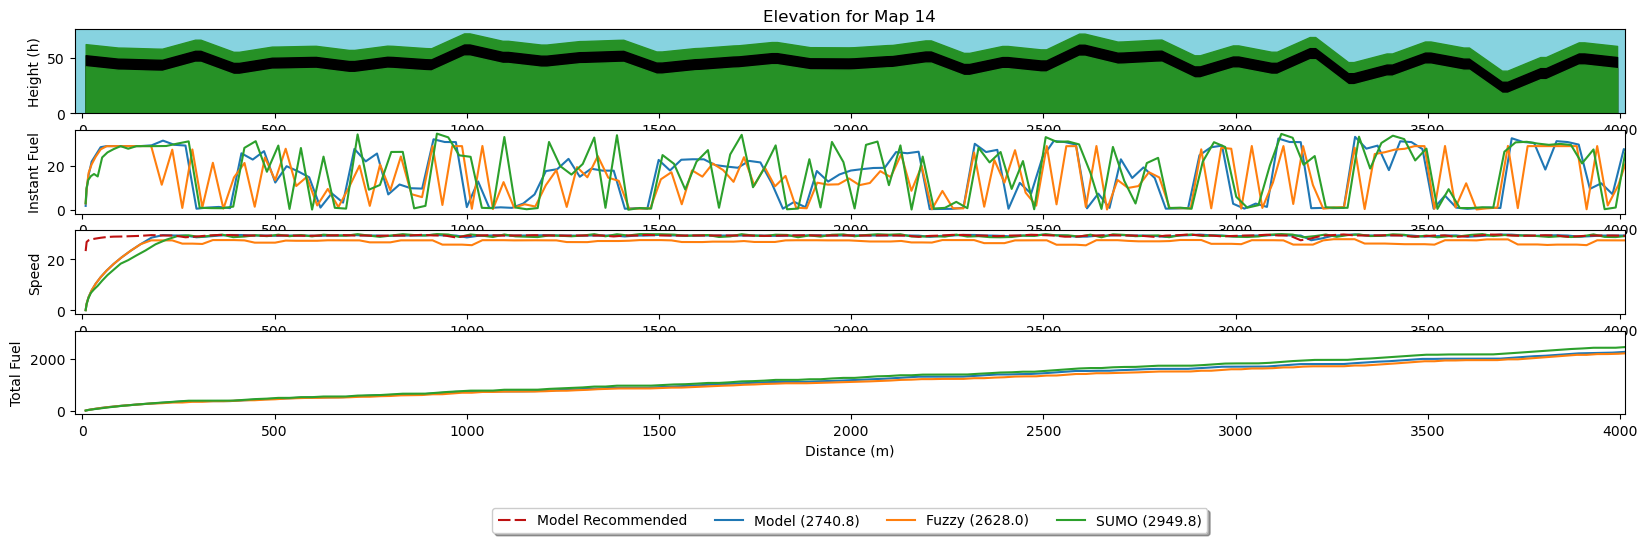 Elevation for Map 14
Height (h)
50
0
0 500 1000 1500 2000 2500 3000 3500 4000
Instant Fuel
20
0
0 500 1000 1500 2000 2500 3000 3500 4000
Speed
20
0
0 500 1000 1500 2000 2500 3000 3500 4000
Total Fuel
2000
0
0 500 1000 1500 2000 2500 3000 3500 4000
Distance (m)
Model Recommended Model (2740.8) Fuzzy (2628.0) SUMO (2949.8)